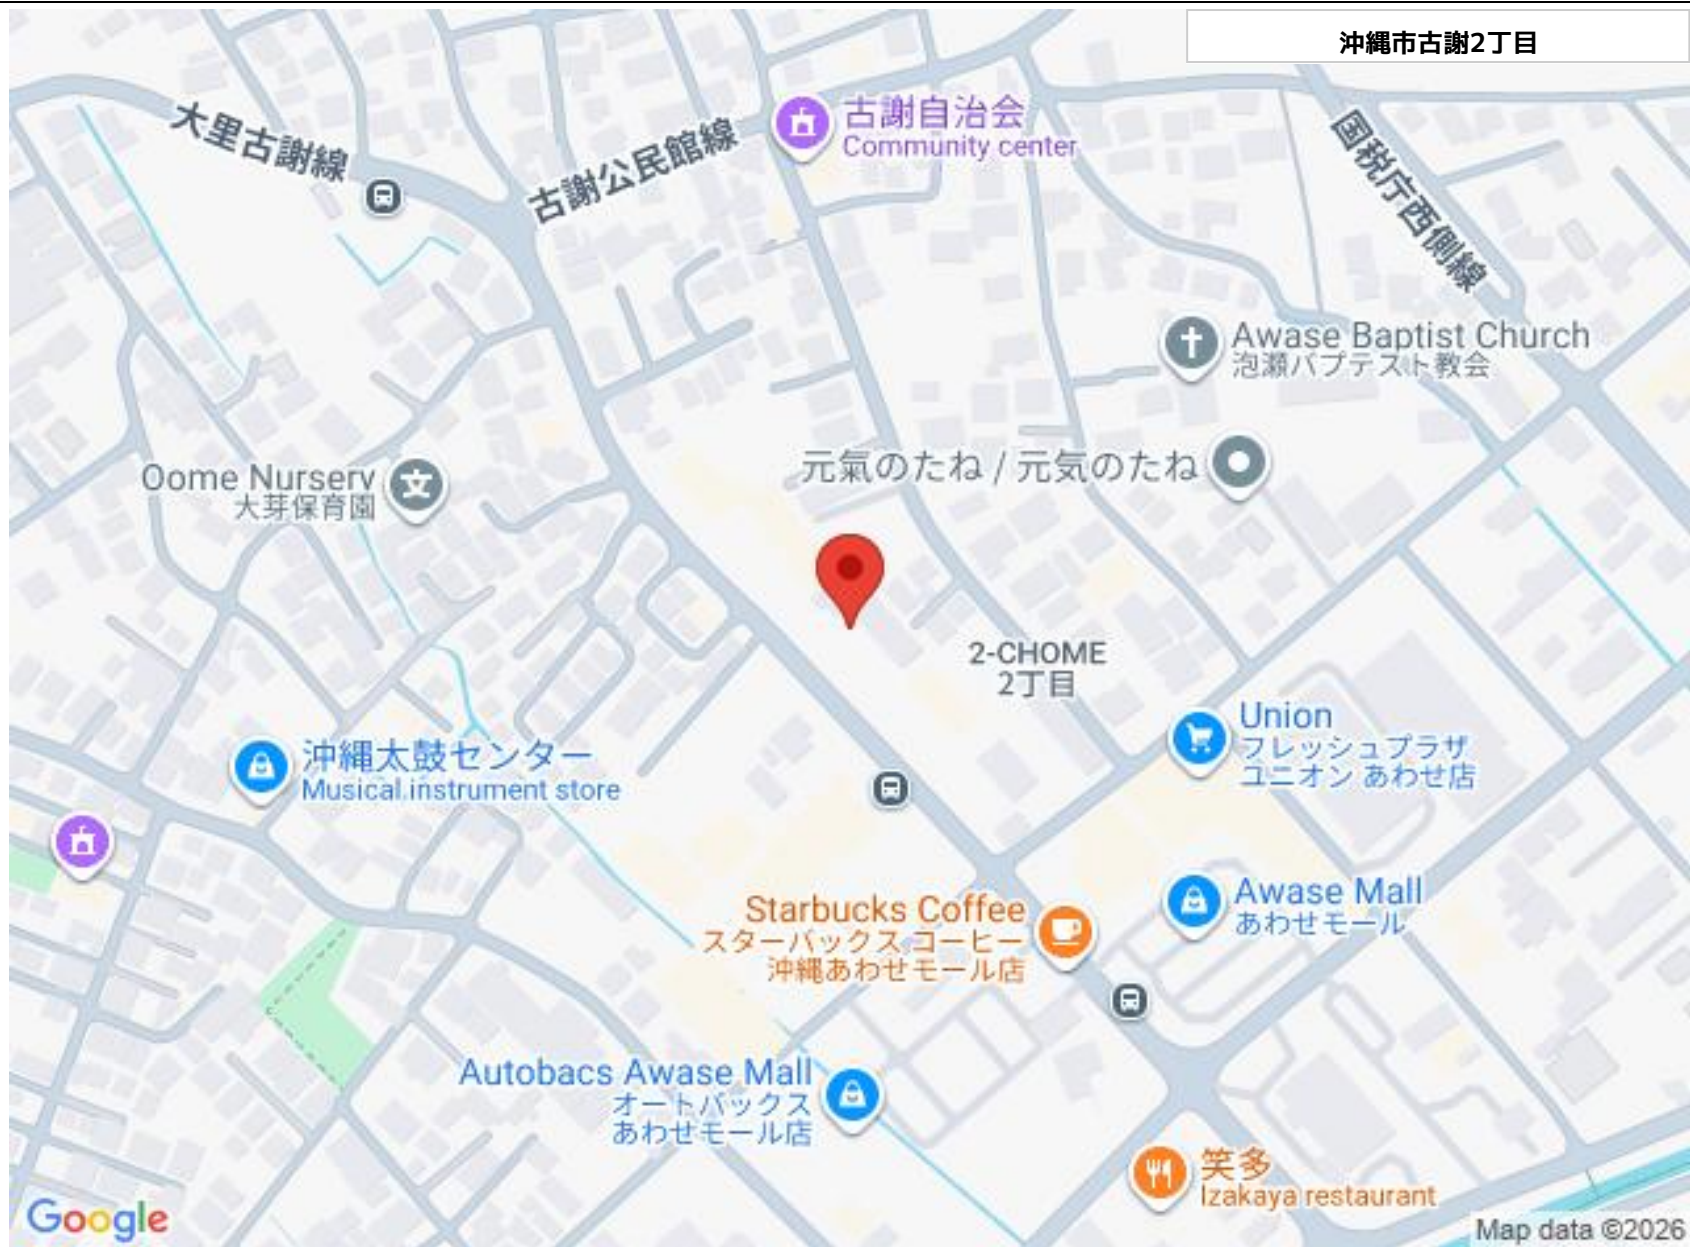 沖縄市古謝2丁目
大里古謝線
古謝公民館線
古謝自治会
Community center
国税庁西側線
Awase Baptist Church
泡瀬バプテスト教会
元氣のたね / 元気のたね
Oome Nursery
大芽保育園
2-CHOME
2丁目
Union
フレッシュプラザ
ユニオン あわせ店
沖縄太鼓センター
Musical instrument store
Awase Mall
あわせモール
Starbucks Coffee
スターバックス コーヒー
沖縄あわせモール店
Autobacs Awase Mall
オートバックス
あわせモール店
笑多
Izakaya restaurant
Google
Map data ©2026